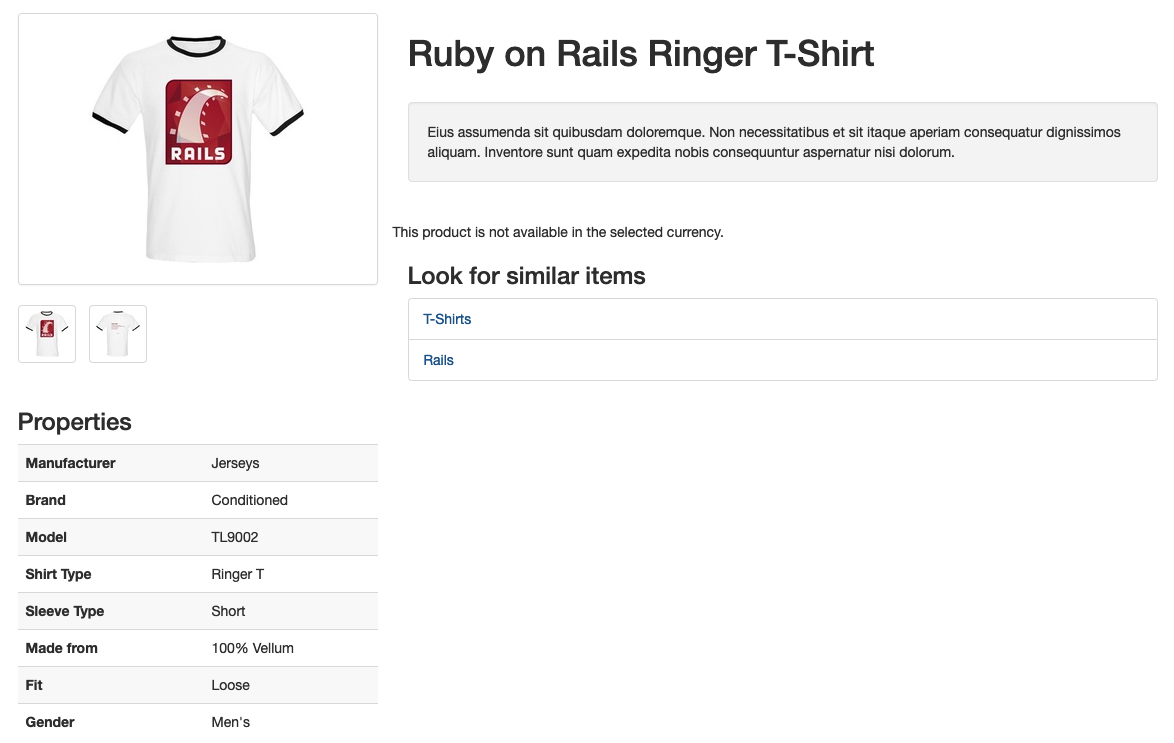 Ruby on Rails Ringer T-Shirt
RAILS
Eius assumenda sit quibusdam doloremque. Non necessitatibus et sit itaque aperiam consequatur dignissimos
aliquam. Inventore sunt quam expedita nobis consequuntur aspernatur nisi dolorum.
This product is not available in the selected currency.
Look for similar items
T-Shirts
Rails
RAILS
Properties
Manufacturer Jerseys
Brand Conditioned
Model TL9002
Shirt Type Ringer T
Sleeve Type Short
Made from 100% Vellum
Fit Loose
Gender Men's